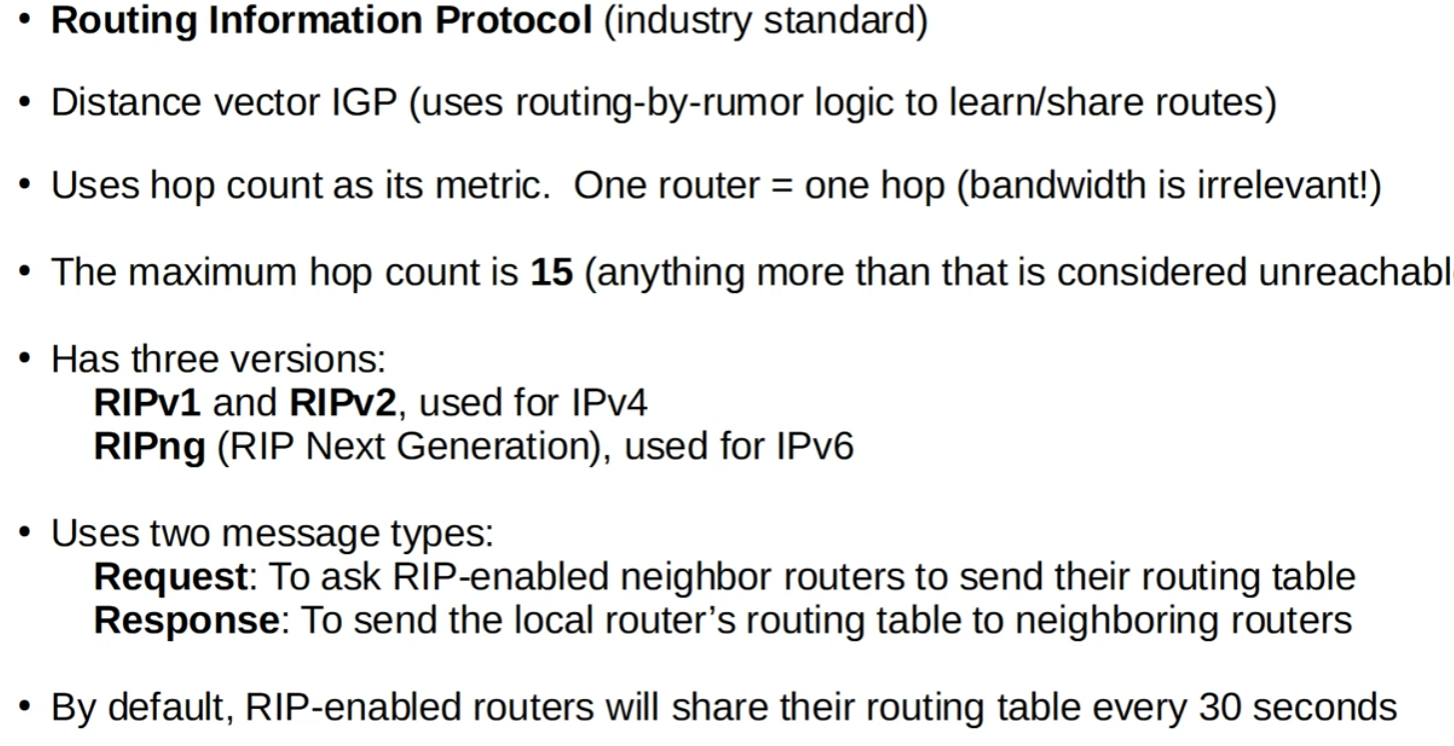 • Routing Information Protocol (industry standard)
• Distance vector IGP (uses routing-by-rumor logic to learn/share routes)
• Uses hop count as its metric.  One router = one hop (bandwidth is irrelevant!)
• The maximum hop count is 15 (anything more than that is considered unreachabl
• Has three versions:
RIPv1 and RIPv2, used for IPv4
RIPng (RIP Next Generation), used for IPv6
• Uses two message types:
Request: To ask RIP-enabled neighbor routers to send their routing table
Response: To send the local router’s routing table to neighboring routers
• By default, RIP-enabled routers will share their routing table every 30 seconds